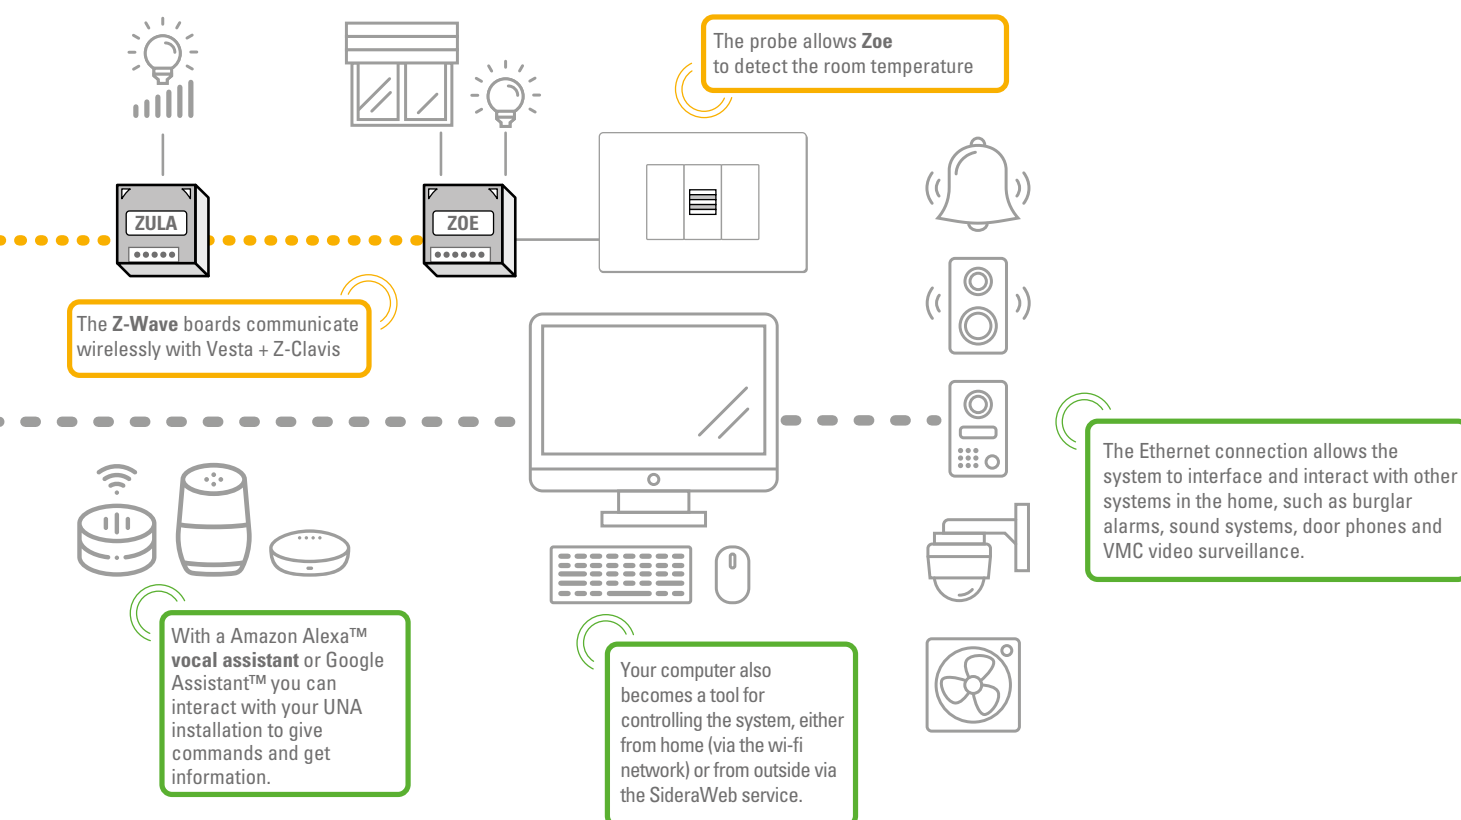 The probe allows Zoe
to detect the room temperature
ZULA
ZOE
The Z-Wave boards communicate
wirelessly with Vesta + Z-Clavis
The Ethernet connection allows the
system to interface and interact with other
systems in the home, such as burglar
alarms, sound systems, door phones and
VMC video surveillance.
With a Amazon Alexa™
vocal assistant or Google
Assistant™ you can
interact with your UNA
installation to give
commands and get
information.
Your computer also
becomes a tool for
controlling the system, either
from home (via the wi-fi
network) or from outside via
the SideraWeb service.